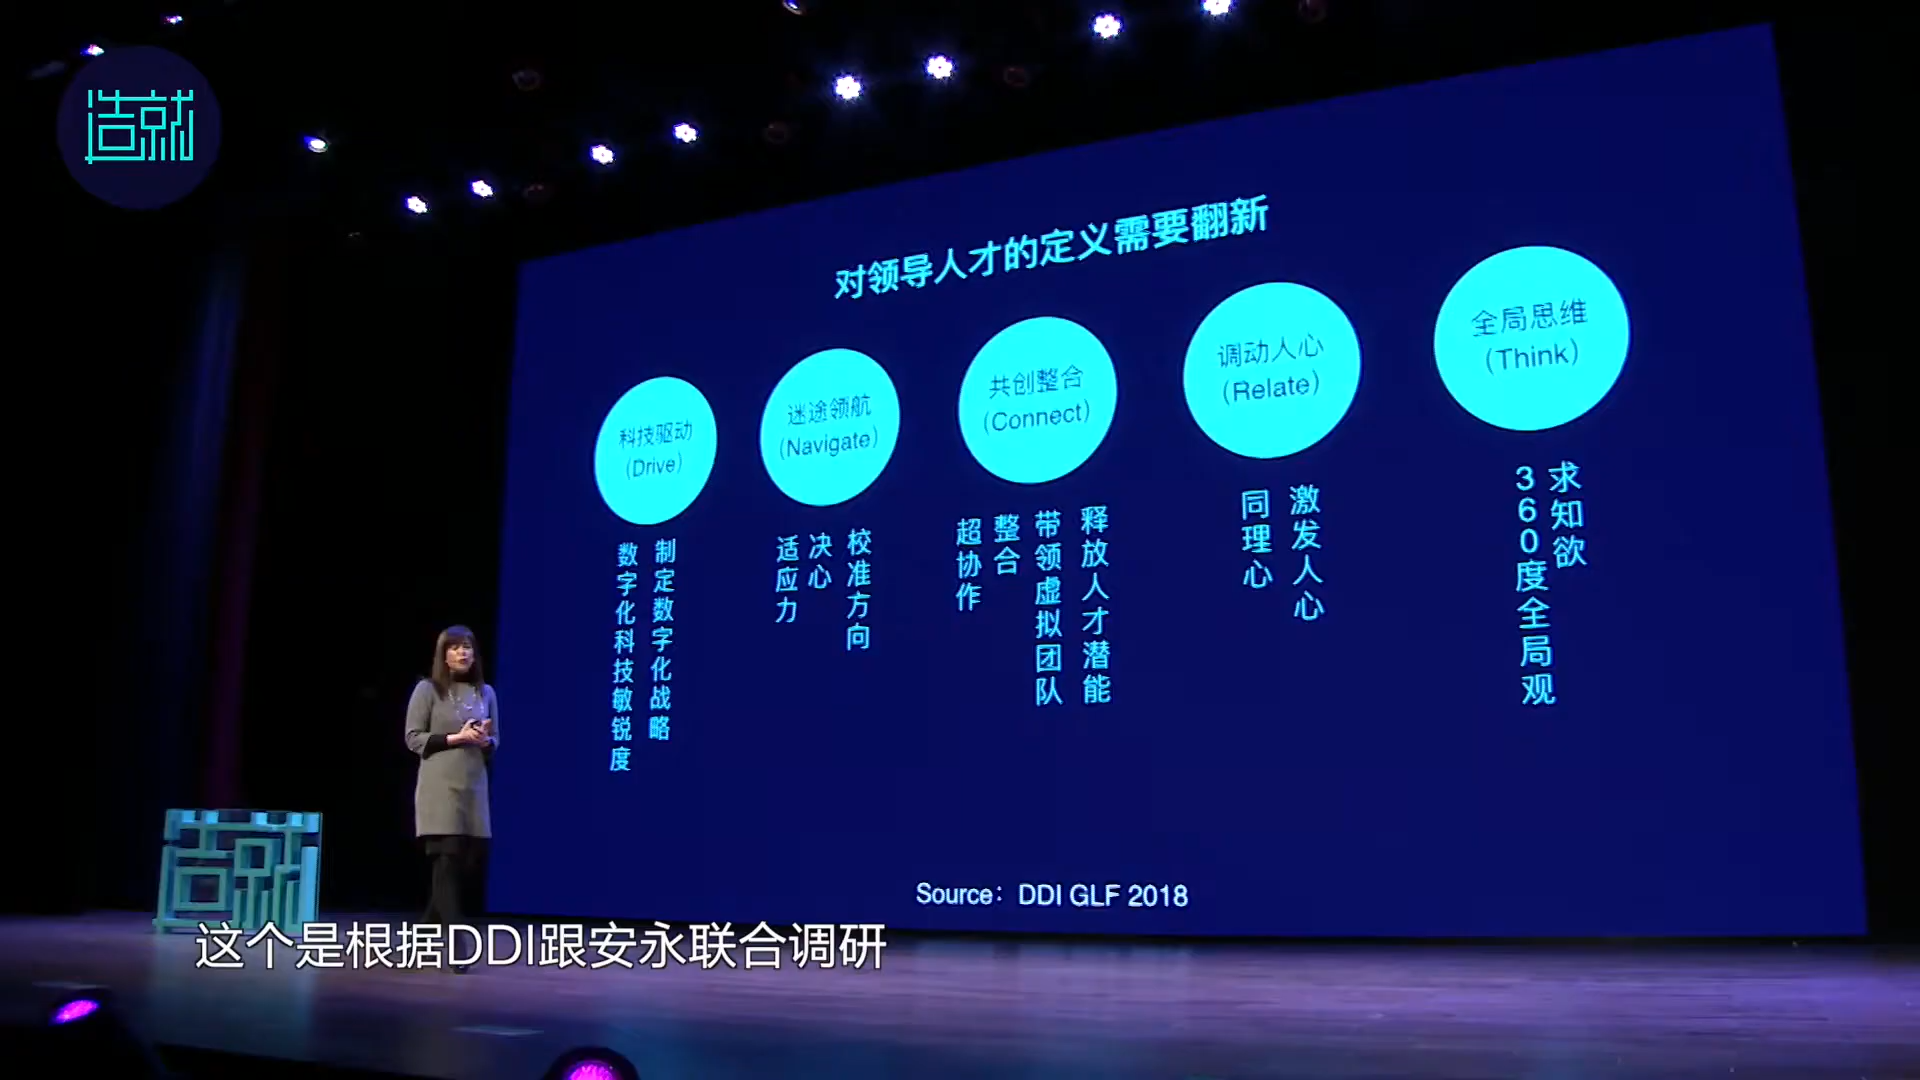 造就
对领导人才的定义需要翻新
科技驱动
(Drive)
数字化科技敏锐度
制定数字化战略
迷途领航
(Navigate)
适应力
决心
校准方向
共创整合
(Connect)
超协作
整合
带领虚拟团队
释放人才潜能
调动人心
(Relate)
同理心
激发人心
全局思维
(Think)
360度全局观
求知欲
Source：DDI GLF 2018
造就
这个是根据DDI跟安永联合调研